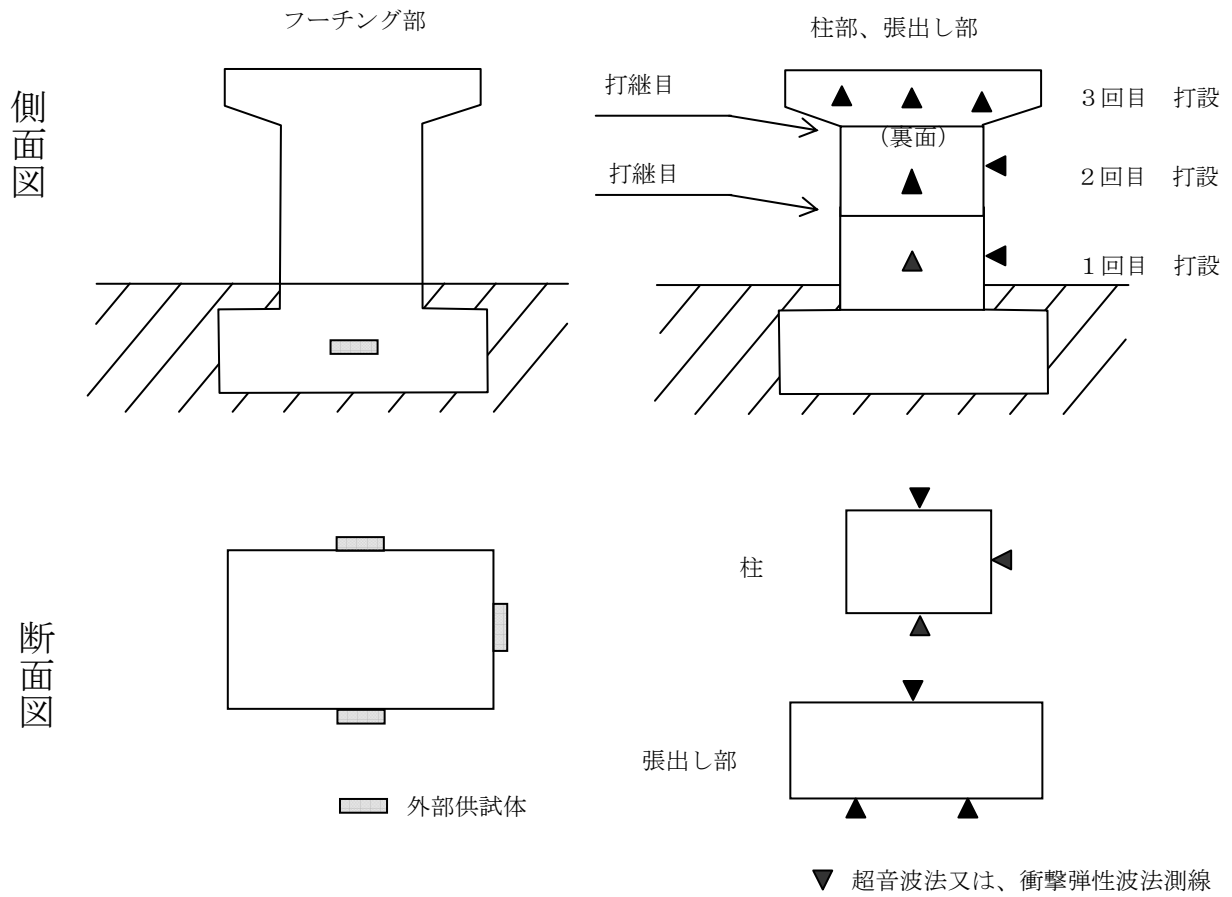 フーチング部
柱部、張出し部
側面図
打継目
打継目
（裏面）
３回目　打設
２回目　打設
１回目　打設
断面図
柱
張出し部
外部供試体
超音波法又は、衝撃弾性波法測線